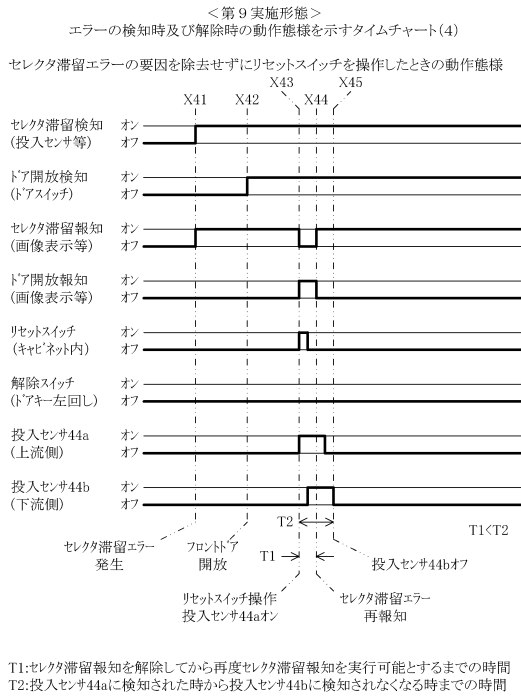 ＜第９実施形態＞
エラーの検知時及び解除時の動作態様を示すタイムチャート(4)
セレクタ滞留エラーの要因を除去せずにリセットスイッチを操作したときの動作態様
X41 X42 X43 X44 X45
セレクタ滞留検知 オン
(投入センサ等) オフ
ドア開放検知 オン
(ドアスイッチ) オフ
セレクタ滞留報知 オン
(画像表示等) オフ
ドア開放報知 オン
(画像表示等) オフ
リセットスイッチ オン
(キャビネット内) オフ
解除スイッチ オン
(ドアキー左回し) オフ
投入センサ44a オン
(上流側) オフ
投入センサ44b オン
(下流側) オフ
T2
T1<T2
セレクタ滞留エラー
発生
フロントドア
開放
T1
投入センサ44bオフ
リセットスイッチ操作
投入センサ44aオン
セレクタ滞留エラー
再報知
T1:セレクタ滞留報知を解除してから再度セレクタ滞留報知を実行可能とするまでの時間
T2:投入センサ44aに検知された時から投入センサ44bに検知されなくなる時までの時間